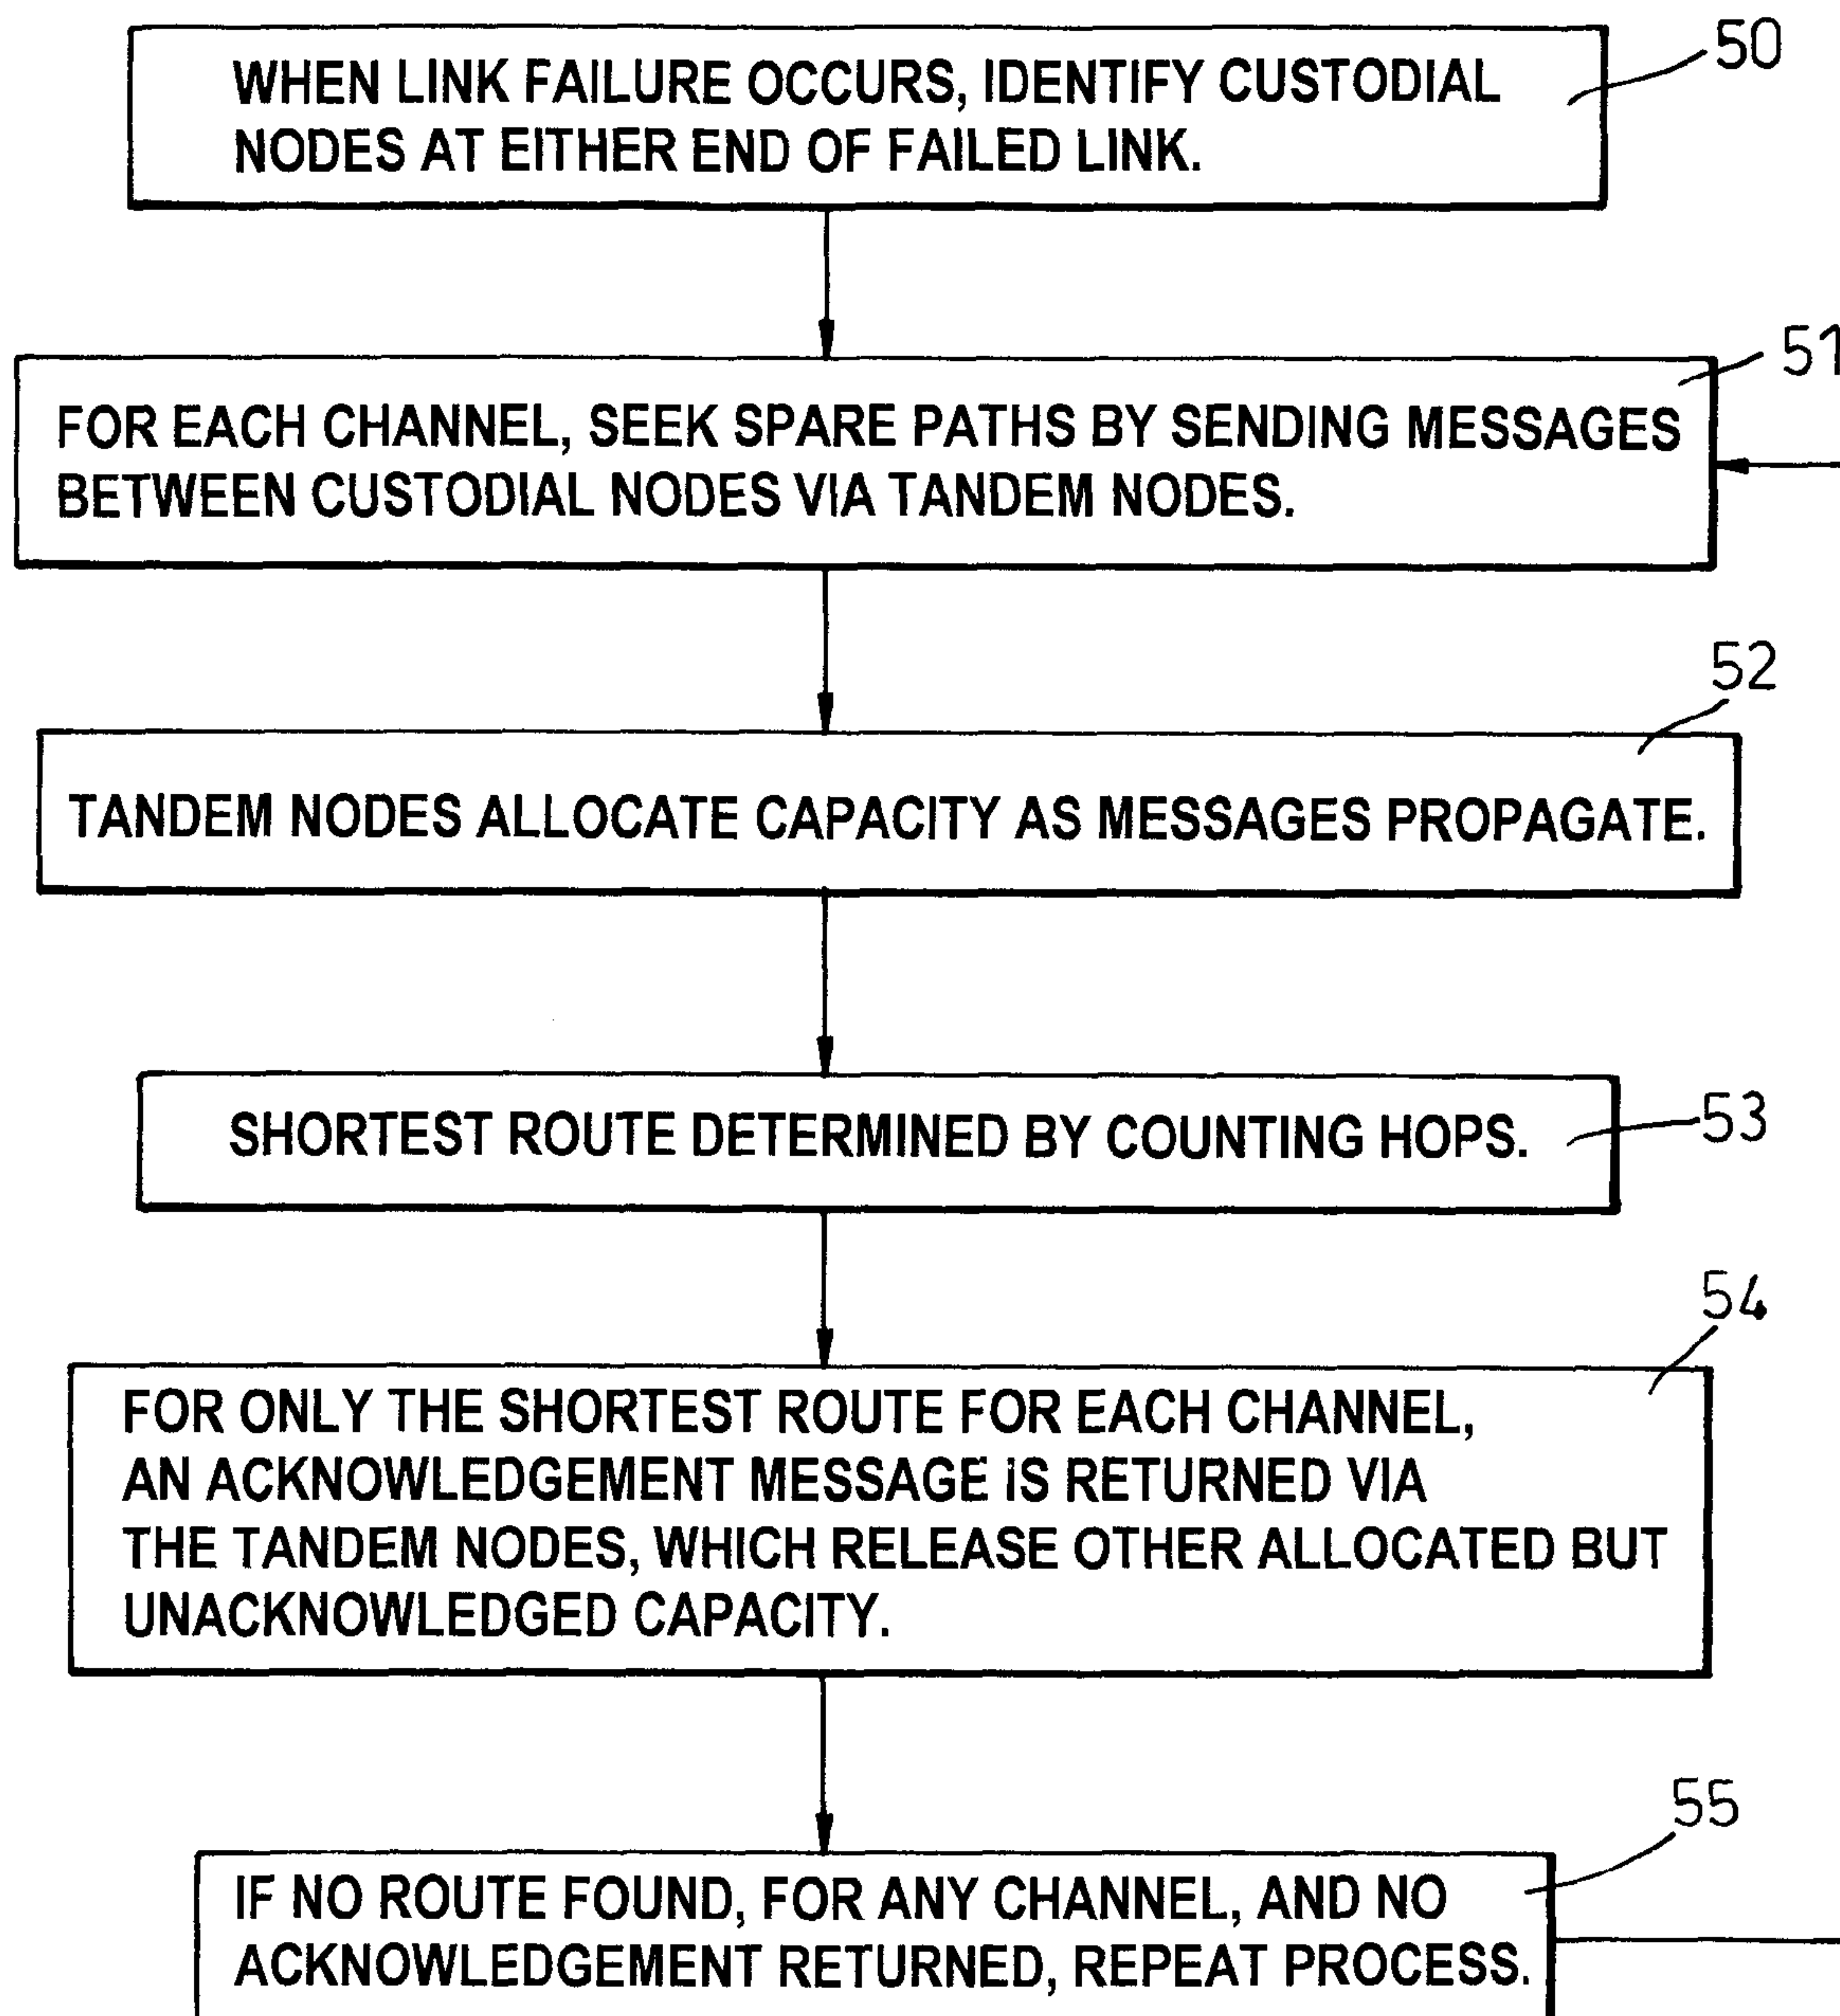 50
WHEN LINK FAILURE OCCURS, IDENTIFY CUSTODIAL
NODES AT EITHER END OF FAILED LINK.
51
FOR EACH CHANNEL, SEEK SPARE PATHS BY SENDING MESSAGES
BETWEEN CUSTODIAL NODES VIA TANDEM NODES.
52
TANDEM NODES ALLOCATE CAPACITY AS MESSAGES PROPAGATE.
53
SHORTEST ROUTE DETERMINED BY COUNTING HOPS.
54
FOR ONLY THE SHORTEST ROUTE FOR EACH CHANNEL,
AN ACKNOWLEDGEMENT MESSAGE IS RETURNED VIA
THE TANDEM NODES, WHICH RELEASE OTHER ALLOCATED BUT
UNACKNOWLEDGED CAPACITY.
55
IF NO ROUTE FOUND, FOR ANY CHANNEL, AND NO
ACKNOWLEDGEMENT RETURNED, REPEAT PROCESS.